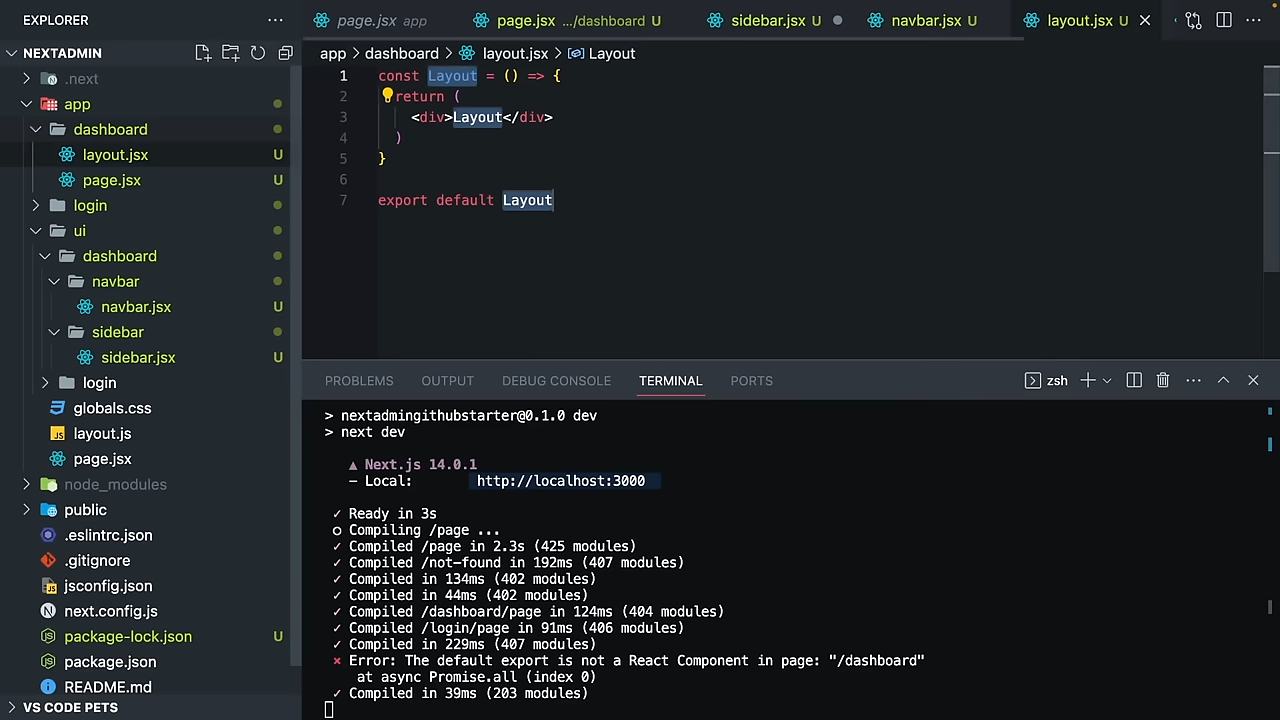 EXPLORER
page.jsx app
page.jsx .../dashboard U
sidebar.jsx U
navbar.jsx U
layout.jsx U
NEXTADMIN
.next
app
dashboard
layout.jsx U
page.jsx U
login
ui
dashboard
navbar
navbar.jsx U
sidebar
sidebar.jsx U
login
globals.css
layout.js
page.jsx
node_modules
public
.eslintrc.json
.gitignore
jsconfig.json
next.config.js
package-lock.json U
package.json
README.md
VS CODE PETS
app > dashboard > layout.jsx > Layout
1 const Layout = () => {
2 return (
3 <div>Layout</div>
4 )
5 }
6
7 export default Layout
PROBLEMS OUTPUT DEBUG CONSOLE TERMINAL PORTS
zsh
> nextadmingithubstarter@0.1.0 dev
> next dev
▲ Next.js 14.0.1
- Local: http://localhost:3000
✓ Ready in 3s
○ Compiling /page ...
✓ Compiled /page in 2.3s (425 modules)
✓ Compiled /not-found in 192ms (407 modules)
✓ Compiled in 134ms (402 modules)
✓ Compiled in 44ms (402 modules)
✓ Compiled /dashboard/page in 124ms (404 modules)
✓ Compiled /login/page in 91ms (406 modules)
✓ Compiled in 229ms (407 modules)
⨯ Error: The default export is not a React Component in page: "/dashboard"
at async Promise.all (index 0)
✓ Compiled in 39ms (203 modules)